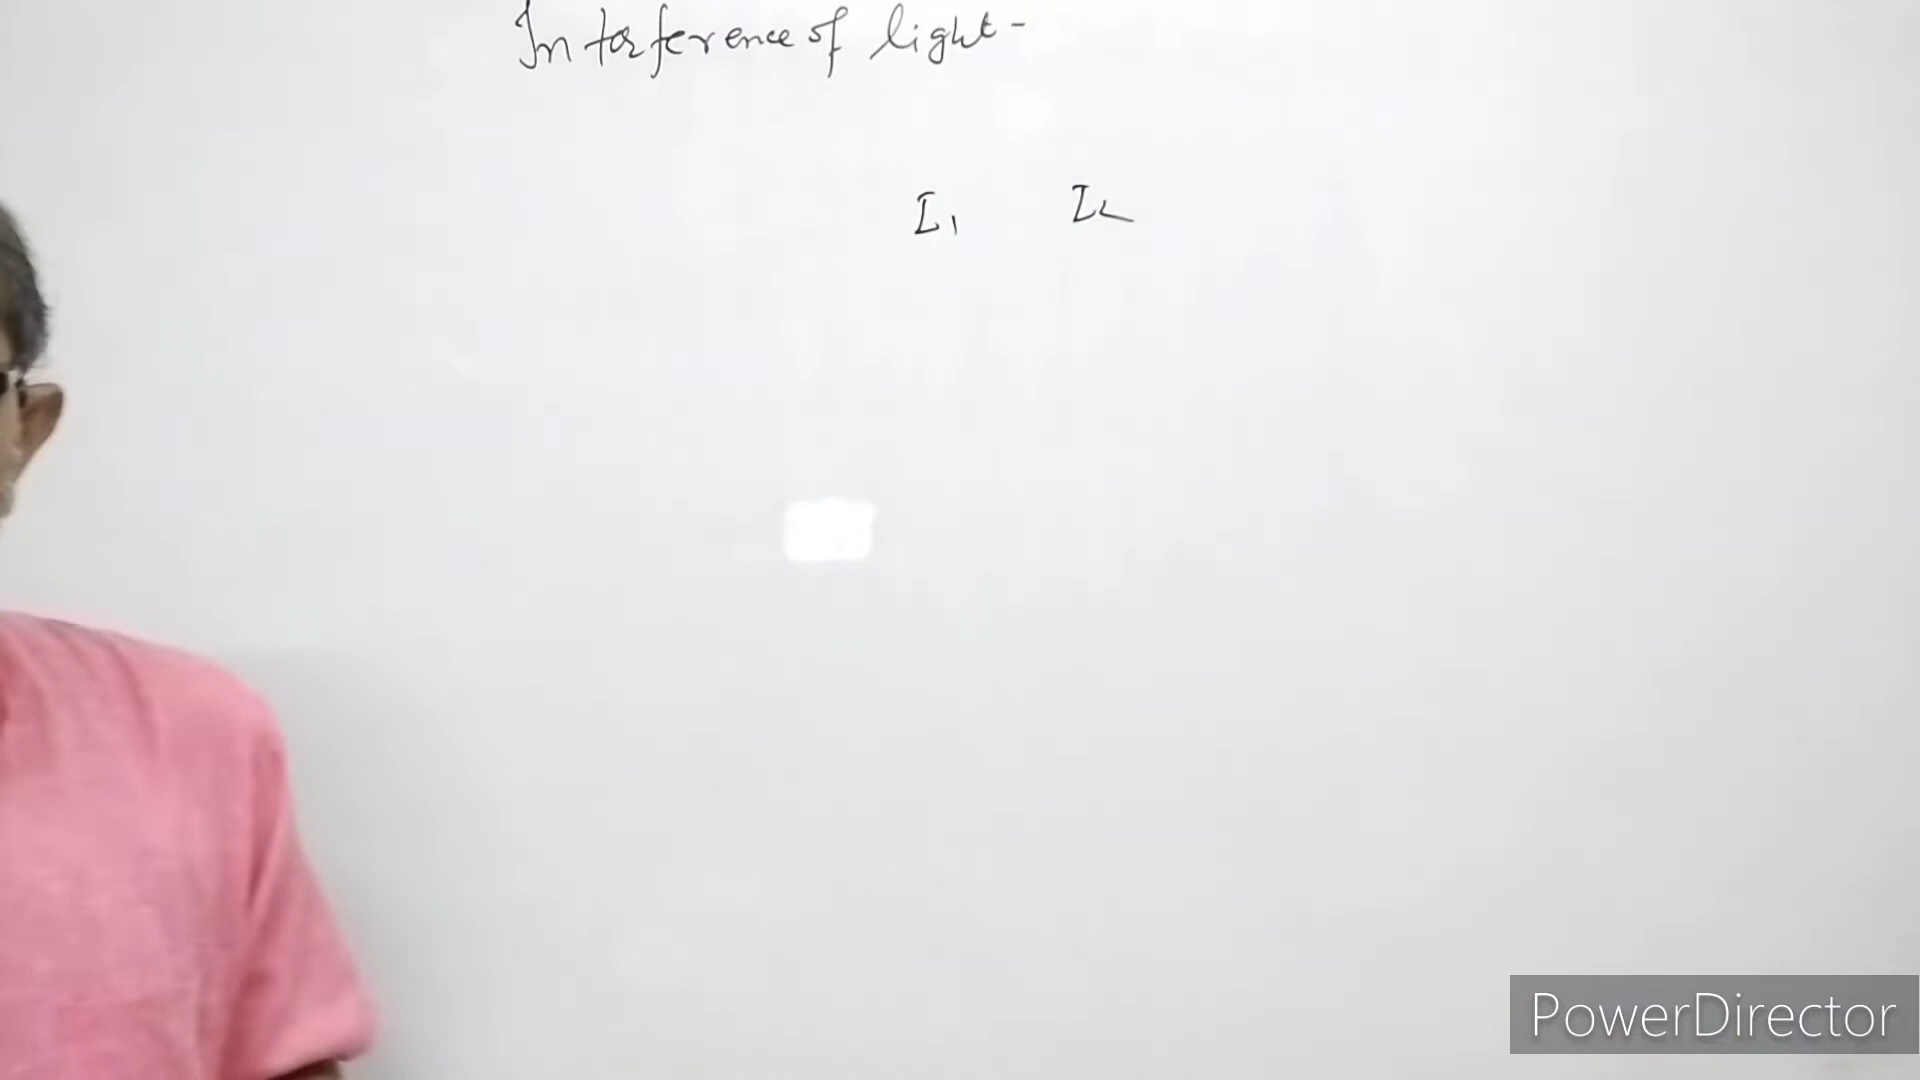 Interference of light -
I₁ I₂
PowerDirector